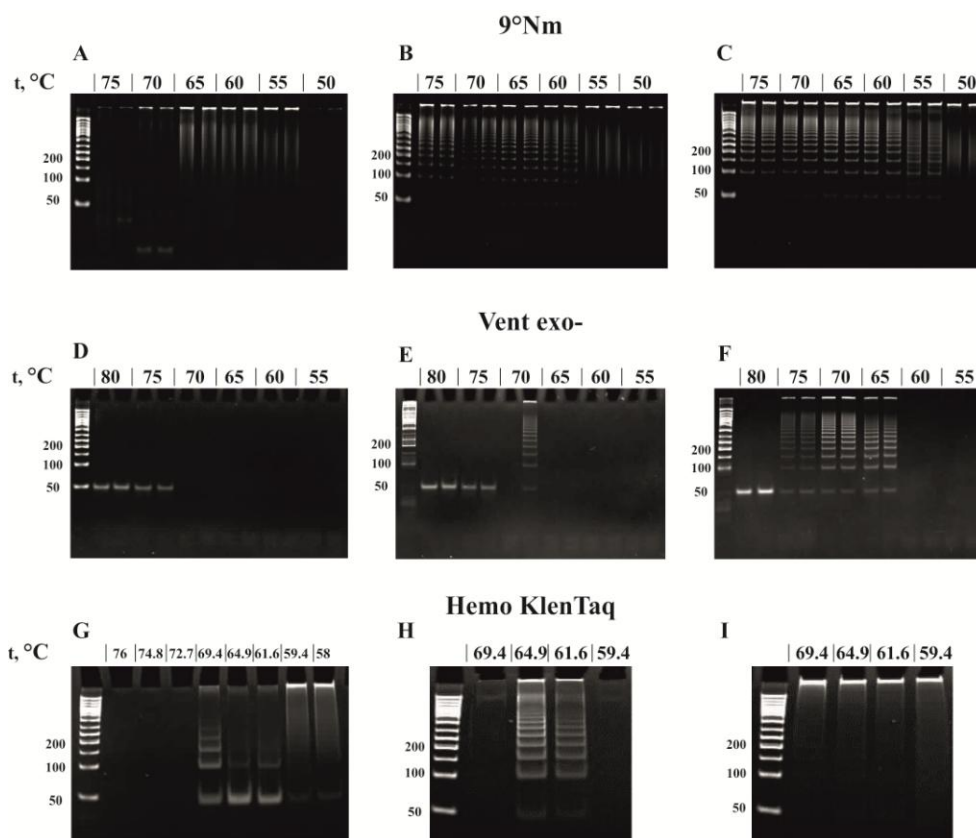 9°Nm
A B C
t, °C |75 |70 |65 |60 |55 |50 |75 |70 |65 |60 |55 |50 |75 |70 |65 |60 |55 |50
200 200 200
100 100 100
50 50 50
Vent exo-
D E F
t, °C |80 |75 |70 |65 |60 |55 |80 |75 |70 |65 |60 |55 |80 |75 |70 |65 |60 |55
200 200 200
100 100 100
50 50 50
Hemo KlenTaq
G H I
t, °C |76 |74.8 |72.7 |69.4 |64.9 |61.6 |59.4 |58 |69.4 |64.9 |61.6 |59.4 |69.4 |64.9 |61.6 |59.4
200 200 200
100 100 100
50 50 50